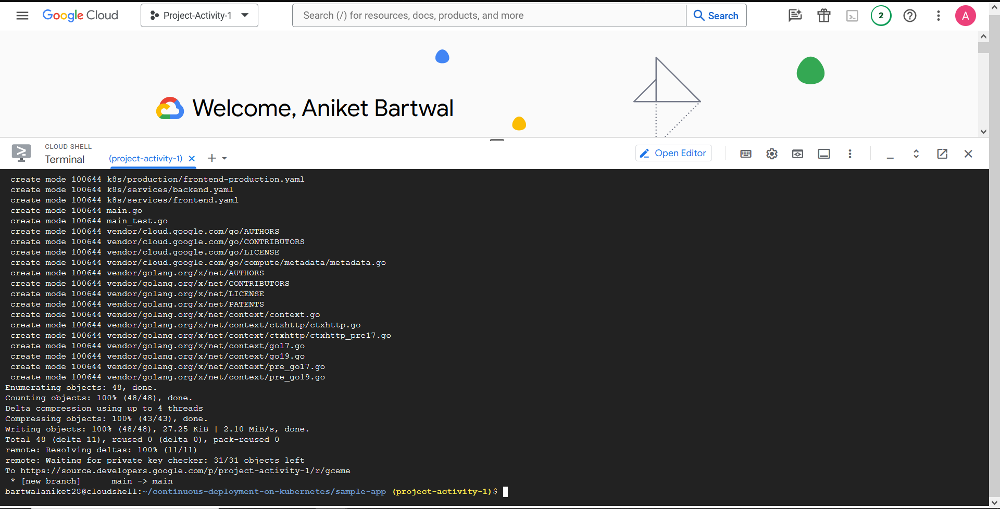 Google Cloud
Project-Activity-1
Search (/) for resources, docs, products, and more
Search
2
A
Welcome, Aniket Bartwal
CLOUD SHELL
Terminal
(project-activity-1)
Open Editor
create mode 100644 k8s/production/frontend-production.yaml
create mode 100644 k8s/services/backend.yaml
create mode 100644 k8s/services/frontend.yaml
create mode 100644 main.go
create mode 100644 main_test.go
create mode 100644 vendor/cloud.google.com/go/AUTHORS
create mode 100644 vendor/cloud.google.com/go/CONTRIBUTORS
create mode 100644 vendor/cloud.google.com/go/LICENSE
create mode 100644 vendor/cloud.google.com/go/compute/metadata/metadata.go
create mode 100644 vendor/golang.org/x/net/AUTHORS
create mode 100644 vendor/golang.org/x/net/CONTRIBUTORS
create mode 100644 vendor/golang.org/x/net/LICENSE
create mode 100644 vendor/golang.org/x/net/PATENTS
create mode 100644 vendor/golang.org/x/net/context/context.go
create mode 100644 vendor/golang.org/x/net/context/ctxhttp/ctxhttp.go
create mode 100644 vendor/golang.org/x/net/context/ctxhttp/ctxhttp_pre17.go
create mode 100644 vendor/golang.org/x/net/context/go17.go
create mode 100644 vendor/golang.org/x/net/context/go19.go
create mode 100644 vendor/golang.org/x/net/context/pre_go17.go
create mode 100644 vendor/golang.org/x/net/context/pre_go19.go
Enumerating objects: 48, done.
Counting objects: 100% (48/48), done.
Delta compression using up to 4 threads
Compressing objects: 100% (43/43), done.
Writing objects: 100% (48/48), 27.25 KiB | 2.10 MiB/s, done.
Total 48 (delta 11), reused 0 (delta 0), pack-reused 0
remote: Resolving deltas: 100% (11/11)
remote: Waiting for private key checker: 31/31 objects left
To https://source.developers.google.com/p/project-activity-1/r/gceme
* [new branch]      main -> main
bartwalaniket28@cloudshell:~/continuous-deployment-on-kubernetes/sample-app (project-activity-1)$